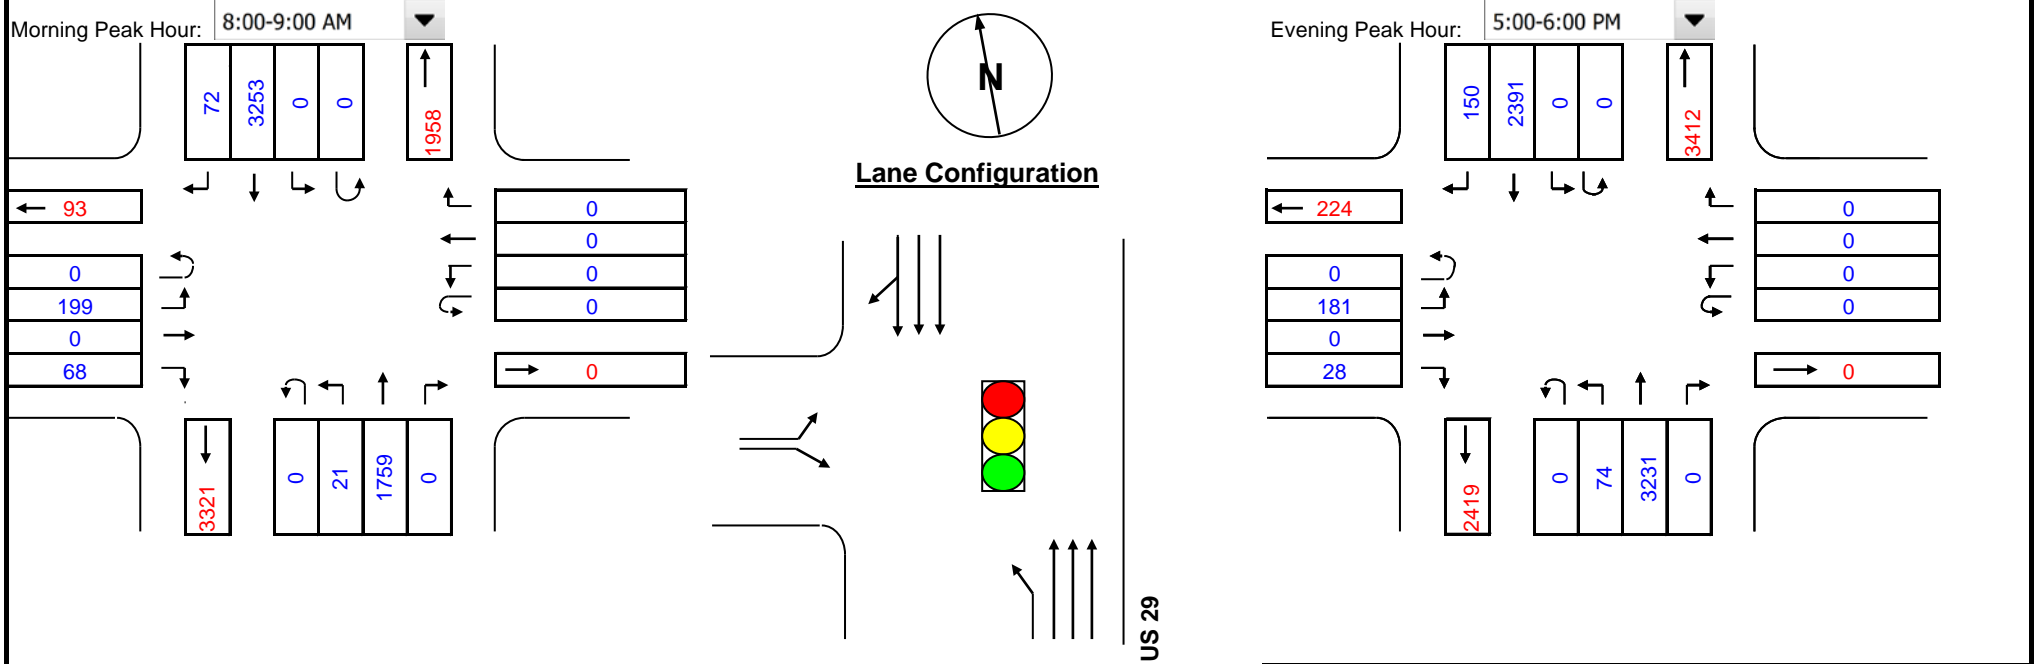 Morning Peak Hour: 8:00-9:00 AM
72 3253 0 0 1958
93
0
199
0
68
0
0
0
0
0
3321 0 21 1759 0
N
Lane Configuration
US 29
Evening Peak Hour: 5:00-6:00 PM
150 2391 0 0 3412
224
0
181
0
28
0
0
0
0
0
2419 0 74 3231 0